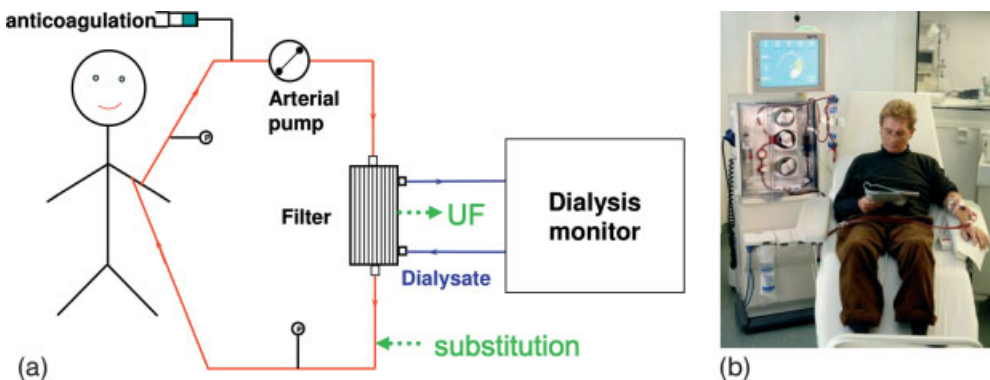 anticoagulation
Arterial
pump
Filter
UF
Dialysate
Dialysis
monitor
substitution
(a)
(b)